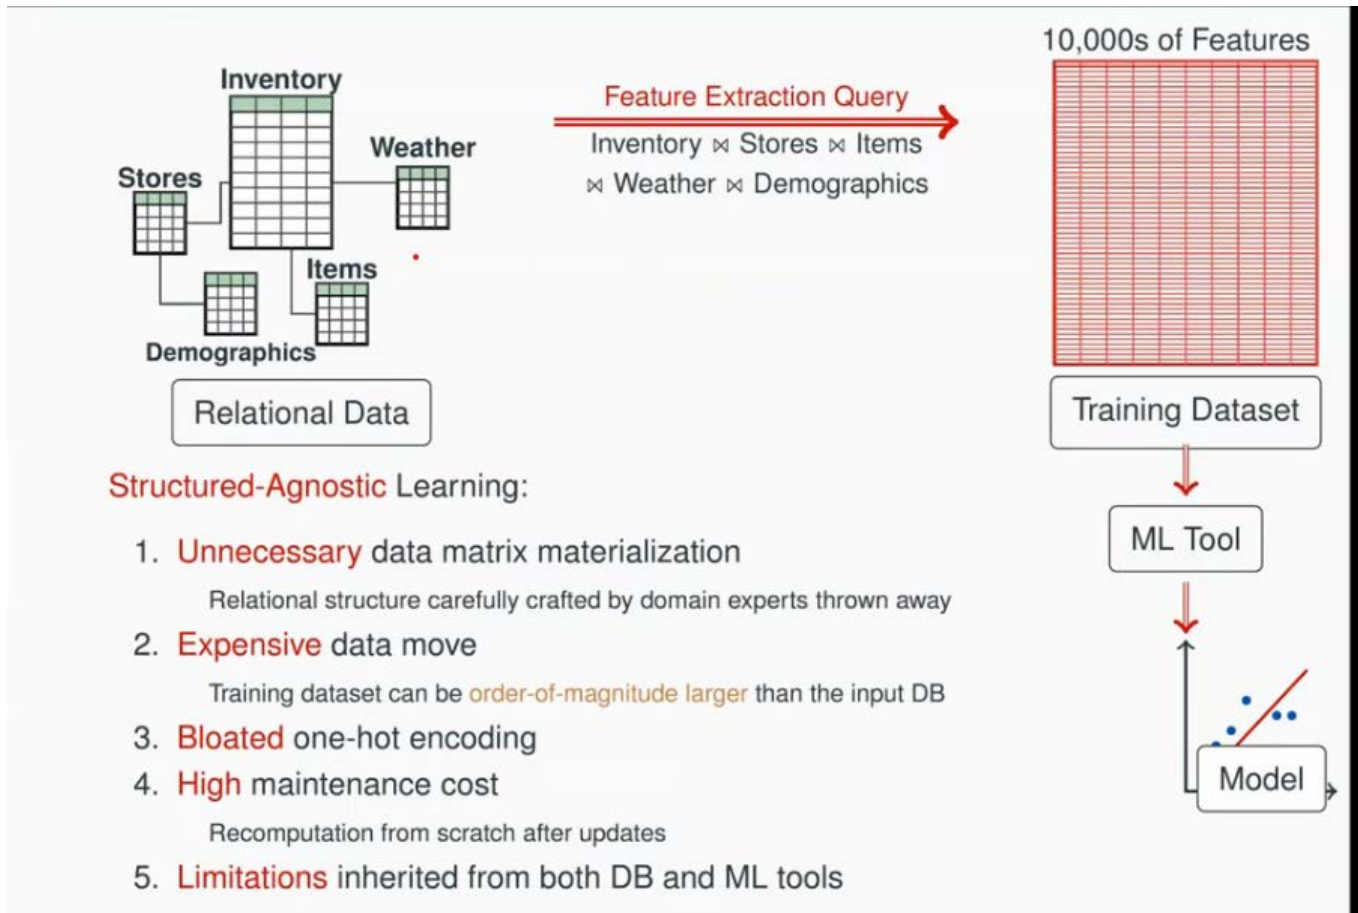 10,000s of Features
Inventory
Feature Extraction Query
Inventory ⋈ Stores ⋈ Items
⋈ Weather ⋈ Demographics
Weather
Stores
Items
Demographics
Relational Data
Training Dataset
Structured-Agnostic Learning:
1. Unnecessary data matrix materialization
Relational structure carefully crafted by domain experts thrown away
2. Expensive data move
Training dataset can be order-of-magnitude larger than the input DB
3. Bloated one-hot encoding
4. High maintenance cost
Recomputation from scratch after updates
5. Limitations inherited from both DB and ML tools
ML Tool
Model